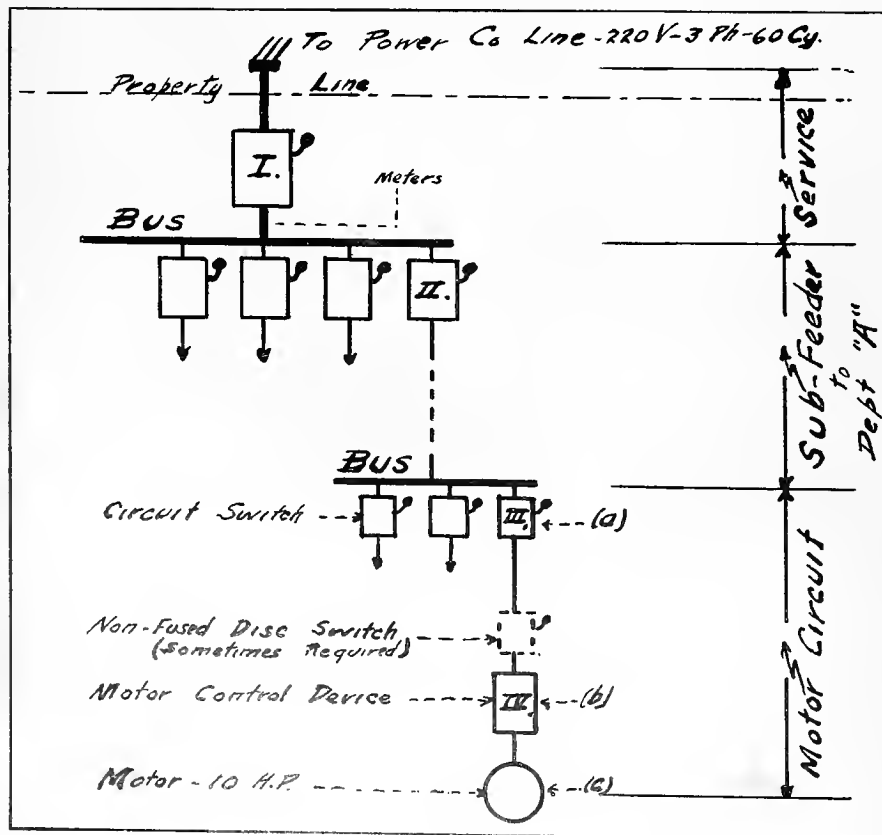 To Power Co Line - 220 V - 3 Ph - 60 Cy.
Property Line
I.
Meters
Bus
II.
Service
Sub-Feeder
to
Dept "A"
Bus
Circuit Switch
III.
(a)
Non-Fused Disc Switch
(Sometimes Required)
Motor Control Device
IV.
(b)
Motor - 10 H.P.
(c)
Motor Circuit